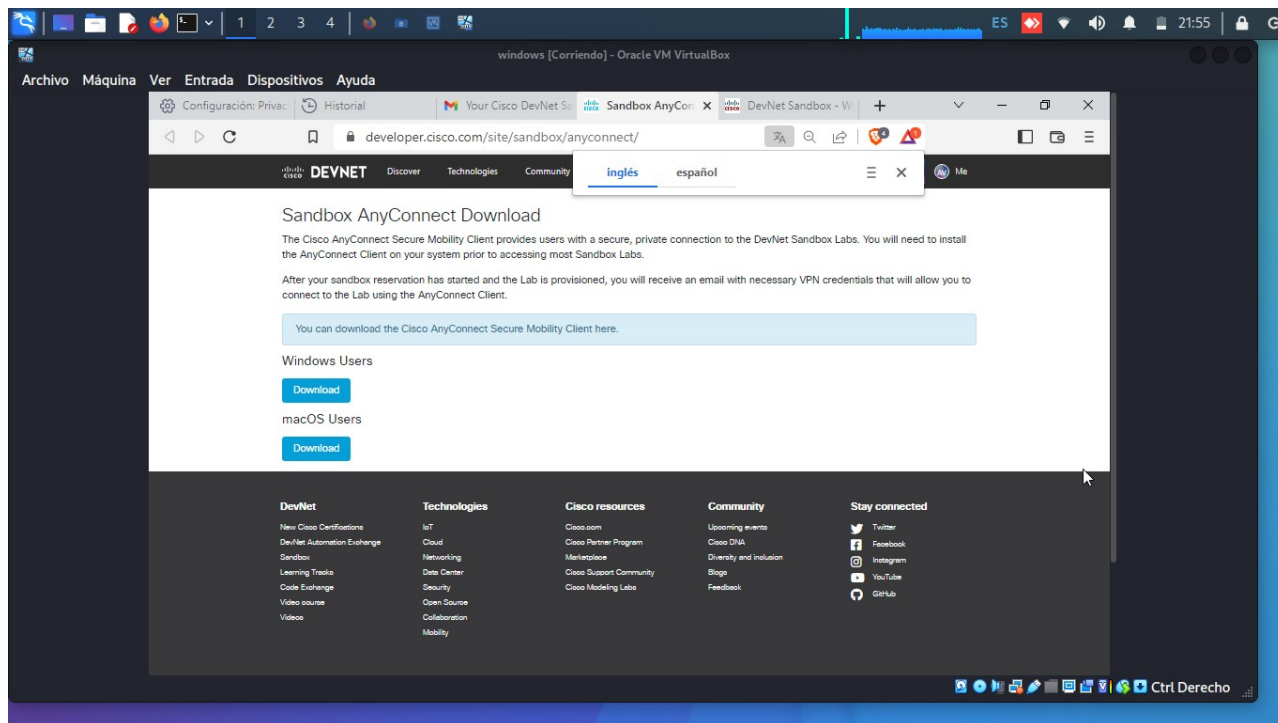 1 2 3 4 ES 21:55
windows [Corriendo] - Oracle VM VirtualBox
Archivo Máquina Ver Entrada Dispositivos Ayuda
Configuración: Privac Historial Your Cisco DevNet Sa Sandbox AnyCon DevNet Sandbox - W
developer.cisco.com/site/sandbox/anyconnect/
cisco DEVNET Discover Technologies Community inglés español Me
Sandbox AnyConnect Download
The Cisco AnyConnect Secure Mobility Client provides users with a secure, private connection to the DevNet Sandbox Labs. You will need to install
the AnyConnect Client on your system prior to accessing most Sandbox Labs.
After your sandbox reservation has started and the Lab is provisioned, you will receive an email with necessary VPN credentials that will allow you to
connect to the Lab using the AnyConnect Client.
You can download the Cisco AnyConnect Secure Mobility Client here.
Windows Users
Download
macOS Users
Download
DevNet Technologies Cisco resources Community Stay connected
New Cisco Certifications IoT Cisco.com Upcoming events Twitter
DevNet Automation Exchange Cloud Cisco Partner Program Cisco DNA Facebook
Sandbox Networking Marketplace Diversity and inclusion Instagram
Learning Tracks Data Center Cisco Support Community Blogs YouTube
Code Exchange Security Cisco Modeling Labs Feedback GitHub
Video course Open Source
Videos Collaboration
Mobility
Ctrl Derecho